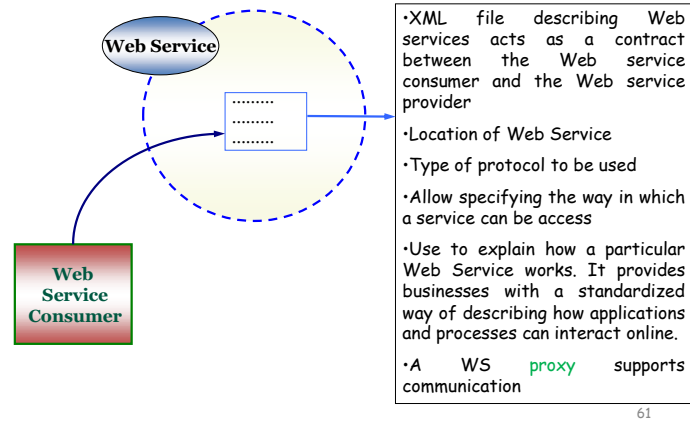 Web Service
.........
.........
.........
Web
Service
Consumer
•XML file describing Web
services acts as a contract
between the Web service
consumer and the Web service
provider
•Location of Web Service
•Type of protocol to be used
•Allow specifying the way in which
a service can be access
•Use to explain how a particular
Web Service works. It provides
businesses with a standardized
way of describing how applications
and processes can interact online.
•A WS proxy supports
communication
61